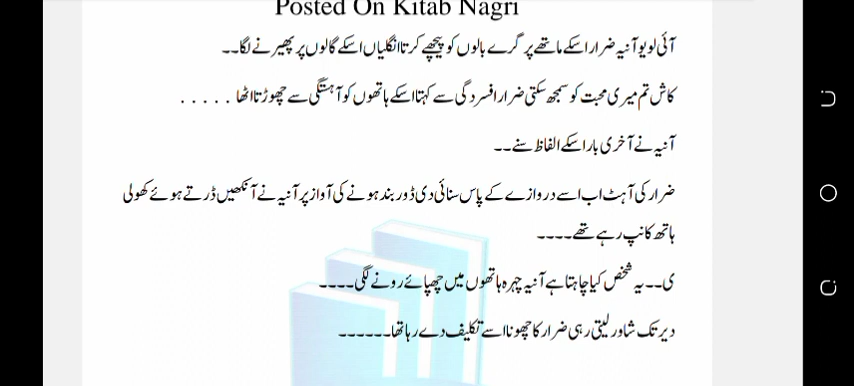 Posted On Kitab Nagri
آئی لو یو آنیہ ضرار اسکے ماتھے پر گرے بالوں کو پیچھے کرتا انگلیاں اسکے گالوں پر پھیرنے لگا۔۔
کاش تم میری محبت کو سمجھ سکتی ضرار افسردگی سے کہتا اسکے ہاتھوں کو آہستگی سے چھوڑتا اٹھا . . . . .
آنیہ نے آخری بار اسکے الفاظ سنے۔۔
ضرار کی آہٹ اب اسے دروازے کے پاس سنائی دی ڈور بند ہونے کی آواز پر آنیہ نے آنکھیں ڈرتے ہوئے کھولی
ہاتھ کانپ رہے تھے۔۔۔۔
ی۔۔ یہ شخص کیا چاہتا ہے آنیہ چہرہ ہاتھوں میں چھپائے رونے لگی۔۔۔۔
دیر تک شاور لیتی رہی ضرار کا چھونا اسے تکلیف دے رہا تھا۔۔۔۔۔۔